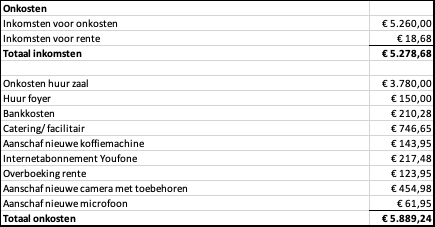 Onkosten
Inkomsten voor onkosten € 5.260,00
Inkomsten voor rente € 18,68
Totaal inkomsten € 5.278,68
Onkosten huur zaal € 3.780,00
Huur foyer € 150,00
Bankkosten € 210,28
Catering/ facilitair € 746,65
Aanschaf nieuwe koffiemachine € 143,95
Internetabonnement Youfone € 217,48
Overboeking rente € 123,95
Aanschaf nieuwe camera met toebehoren € 454,98
Aanschaf nieuwe microfoon € 61,95
Totaal onkosten € 5.889,24